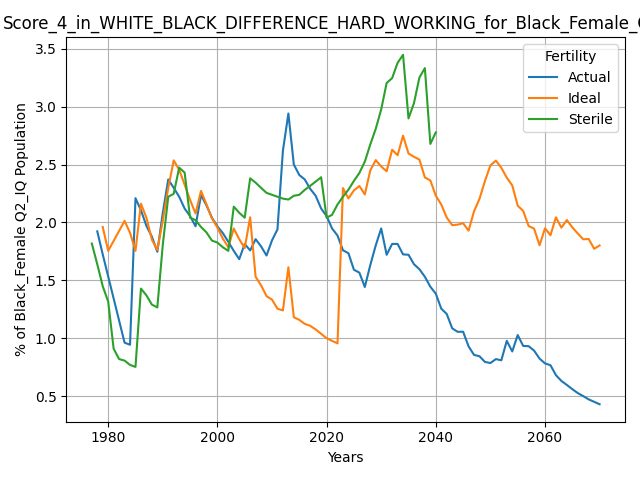 Score_4_in_WHITE_BLACK_DIFFERENCE_HARD_WORKING_for_Black_Female_
Fertility
Actual
Ideal
Sterile
% of Black_Female Q2_IQ Population
3.5
3.0
2.5
2.0
1.5
1.0
0.5
1980
2000
2020
2040
2060
Years